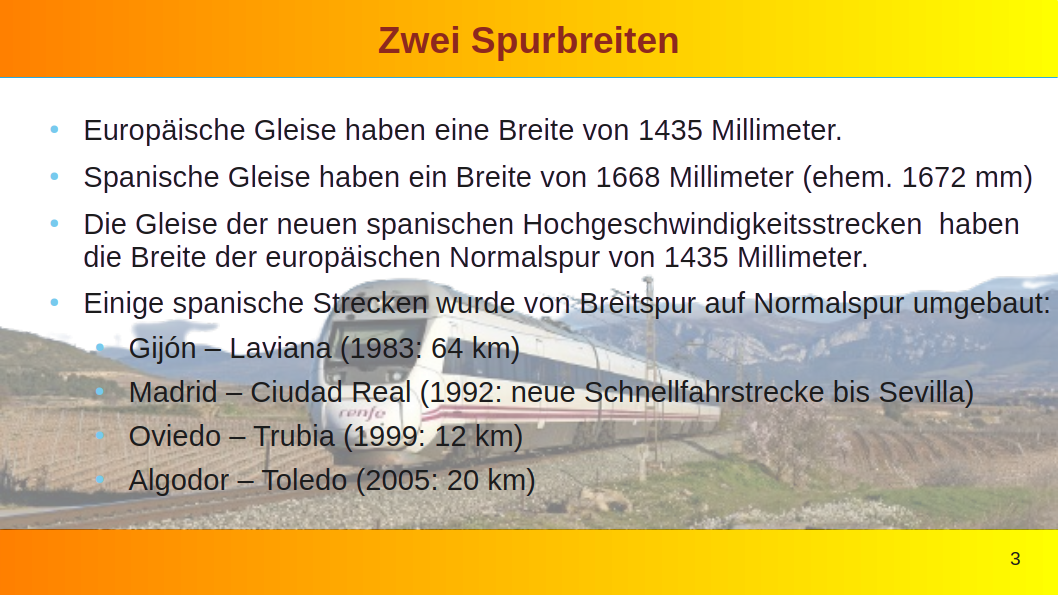 Zwei Spurbreiten
• Europäische Gleise haben eine Breite von 1435 Millimeter.
• Spanische Gleise haben ein Breite von 1668 Millimeter (ehem. 1672 mm)
• Die Gleise der neuen spanischen Hochgeschwindigkeitsstrecken  haben
die Breite der europäischen Normalspur von 1435 Millimeter.
• Einige spanische Strecken wurde von Breitspur auf Normalspur umgebaut:
• Gijón – Laviana (1983: 64 km)
• Madrid – Ciudad Real (1992: neue Schnellfahrstrecke bis Sevilla)
renfe
• Oviedo – Trubia (1999: 12 km)
• Algodor – Toledo (2005: 20 km)
3